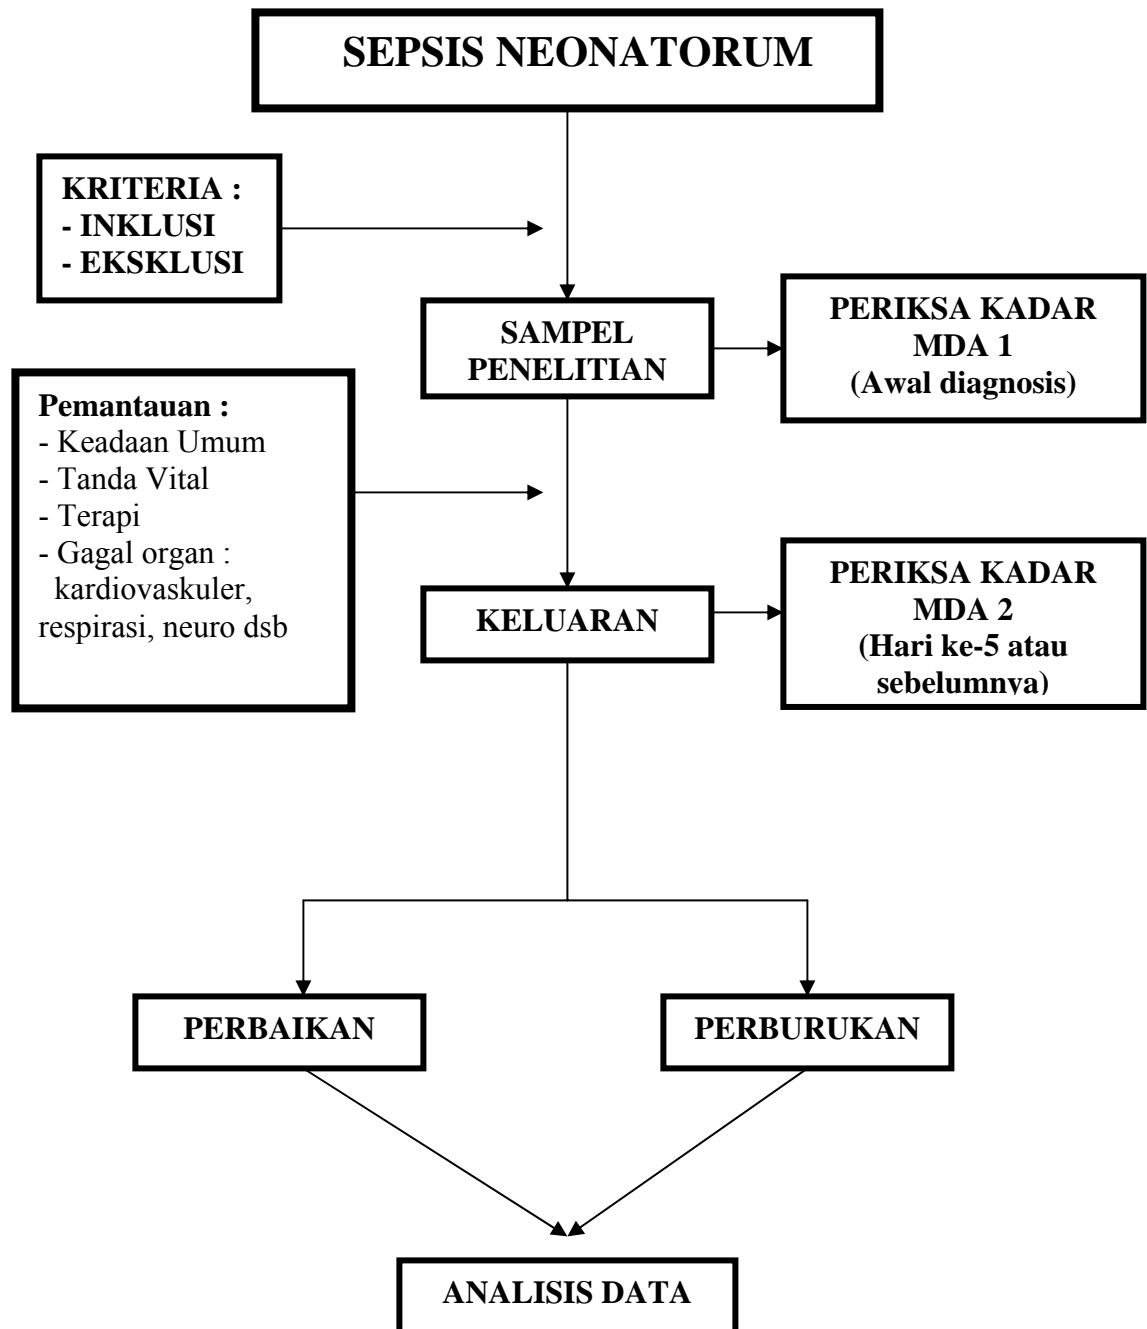 SEPSIS NEONATORUM
KRITERIA :
- INKLUSI
- EKSKLUSI
SAMPEL
PENELITIAN
PERIKSA KADAR
MDA 1
(Awal diagnosis)
Pemantauan :
- Keadaan Umum
- Tanda Vital
- Terapi
- Gagal organ :
kardiovaskuler,
respirasi, neuro dsb
KELUARAN
PERIKSA KADAR
MDA 2
(Hari ke-5 atau
sebelumnya)
PERBAIKAN
PERBURUKAN
ANALISIS DATA